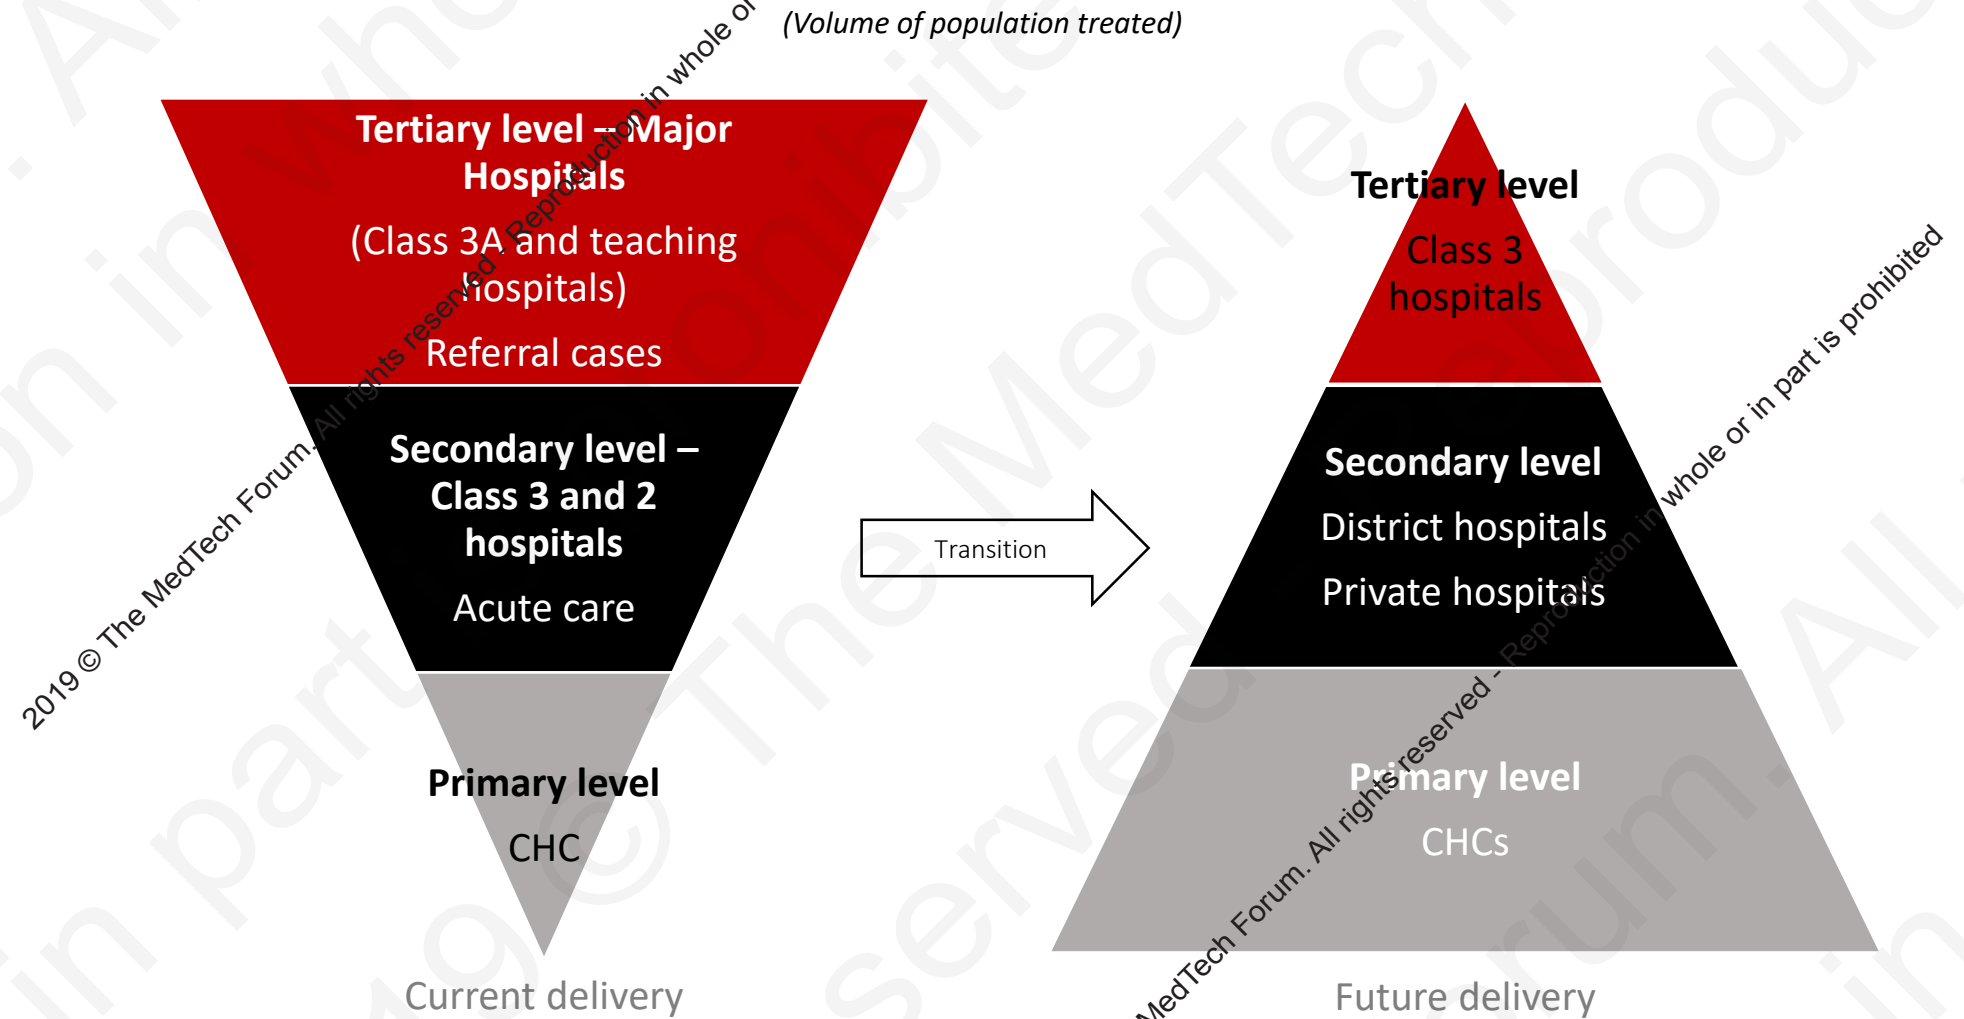 (Volume of population treated)
Tertiary level – Major
Hospitals
(Class 3A and teaching
hospitals)
Referral cases
Secondary level –
Class 3 and 2
hospitals
Acute care
Primary level
CHC
Current delivery
Transition
Tertiary level
Class 3
hospitals
Secondary level
District hospitals
Private hospitals
Primary level
CHCs
Future delivery
2019 © The MedTech Forum. All rights reserved - Reproduction in whole or
MedTech Forum. All rights reserved - Reproduction in whole or in part is prohibited